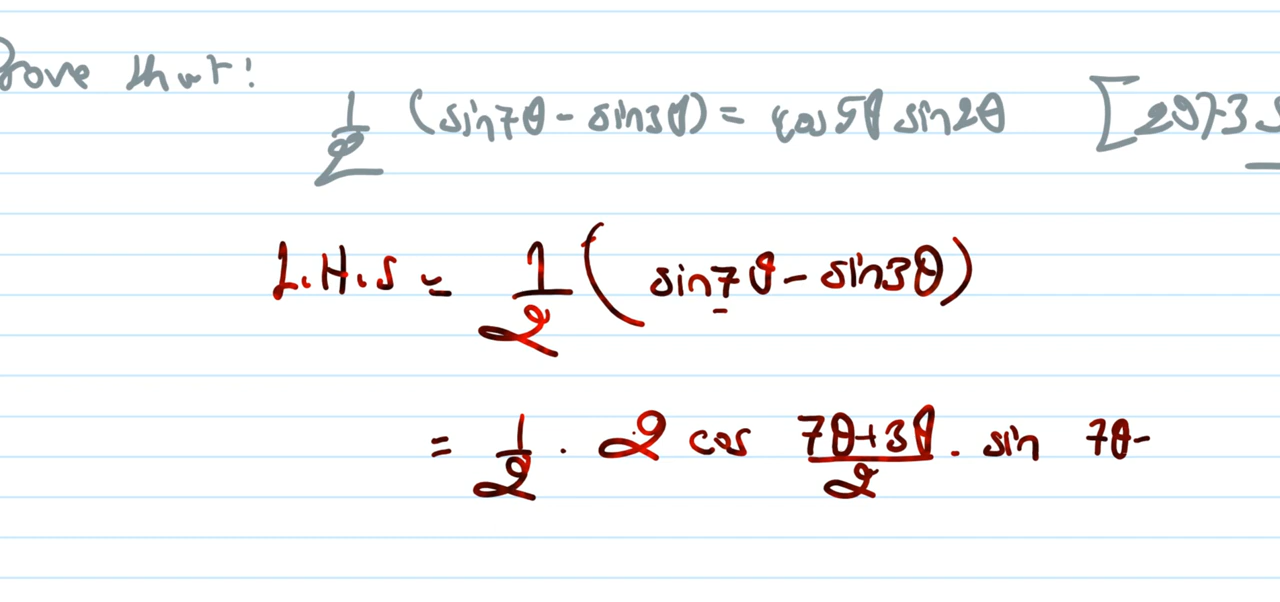 Prove that:
1/2 (sin7θ - sin3θ) = cos5θ sin2θ [2073 S
L.H.S = 1/2 (sin7θ - sin3θ)
= 1/2 . 2 cos (7θ+3θ)/2 . sin 7θ-